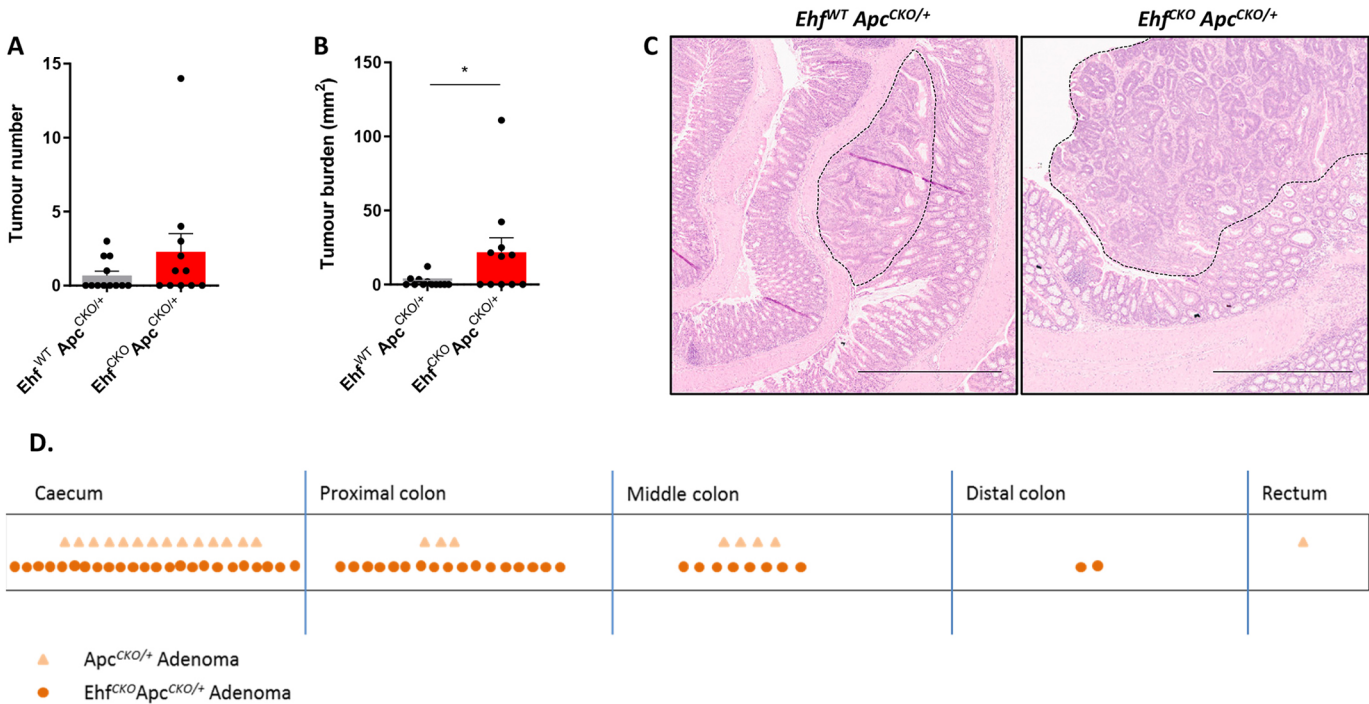 A
B
C
Ehf^WT Apc^CKO/+
Ehf^CKO Apc^CKO/+
Tumour number
15
10
5
0
Ehf^WT Apc^CKO/+
Ehf^CKO Apc^CKO/+
Tumour burden (mm²)
150
100
50
0
*
Ehf^WT Apc^CKO/+
Ehf^CKO Apc^CKO/+
D.
Caecum
Proximal colon
Middle colon
Distal colon
Rectum
Apc^CKO/+ Adenoma
Ehf^CKO Apc^CKO/+ Adenoma